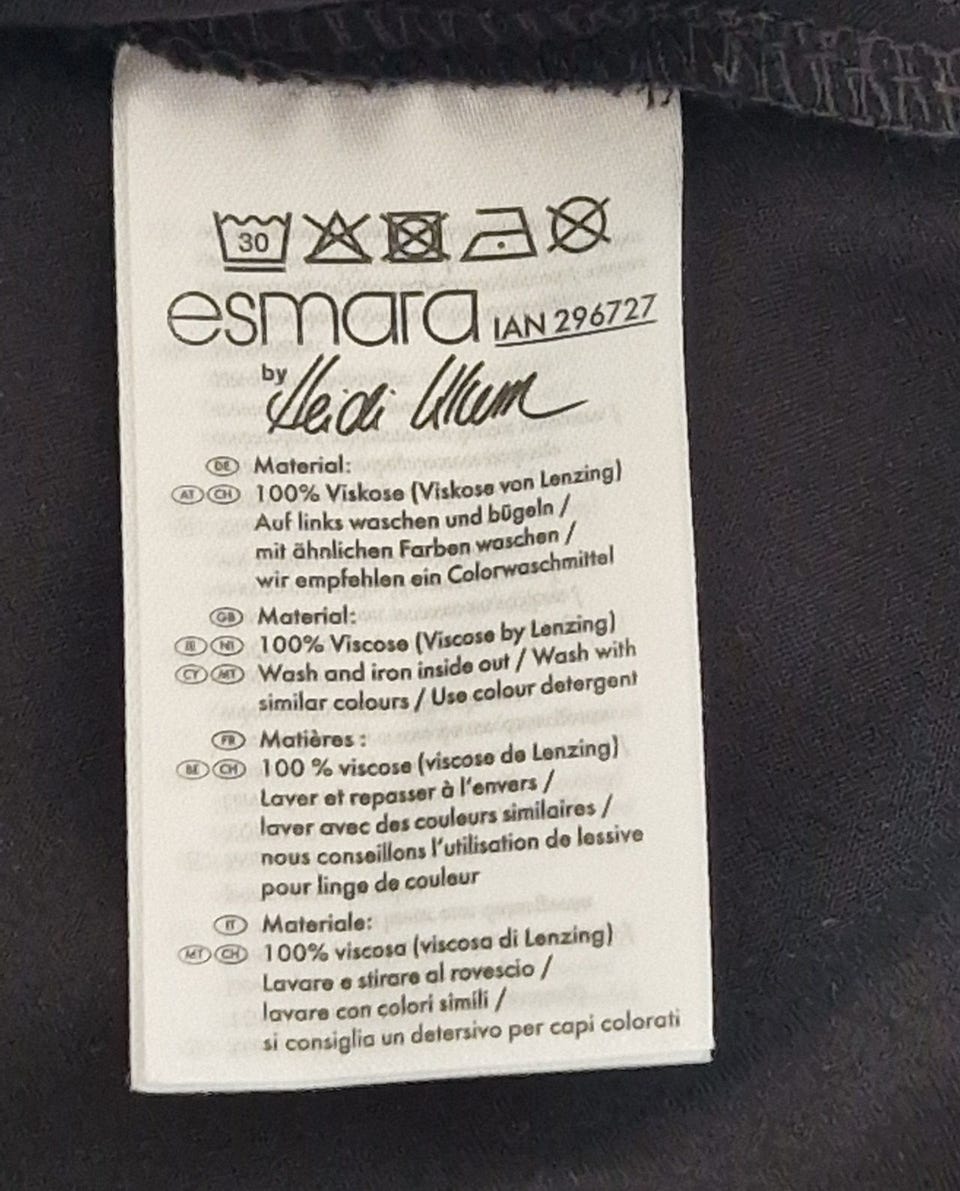 30
esmara IAN 296727
by Heidi Klum
DE Material:
AT CH 100% Viskose (Viskose von Lenzing)
Auf links waschen und bügeln /
mit ähnlichen Farben waschen /
wir empfehlen ein Colorwaschmittel
GB Material:
IE NI 100% Viscose (Viscose by Lenzing)
CY MT Wash and iron inside out / Wash with
similar colours / Use colour detergent
FR Matières :
BE CH 100 % viscose (viscose de Lenzing)
Laver et repasser à l'envers /
laver avec des couleurs similaires /
nous conseillons l'utilisation de lessive
pour linge de couleur
IT Materiale:
MT CH 100% viscosa (viscosa di Lenzing)
Lavare e stirare al rovescio /
lavare con colori simili /
si consiglia un detersivo per capi colorati